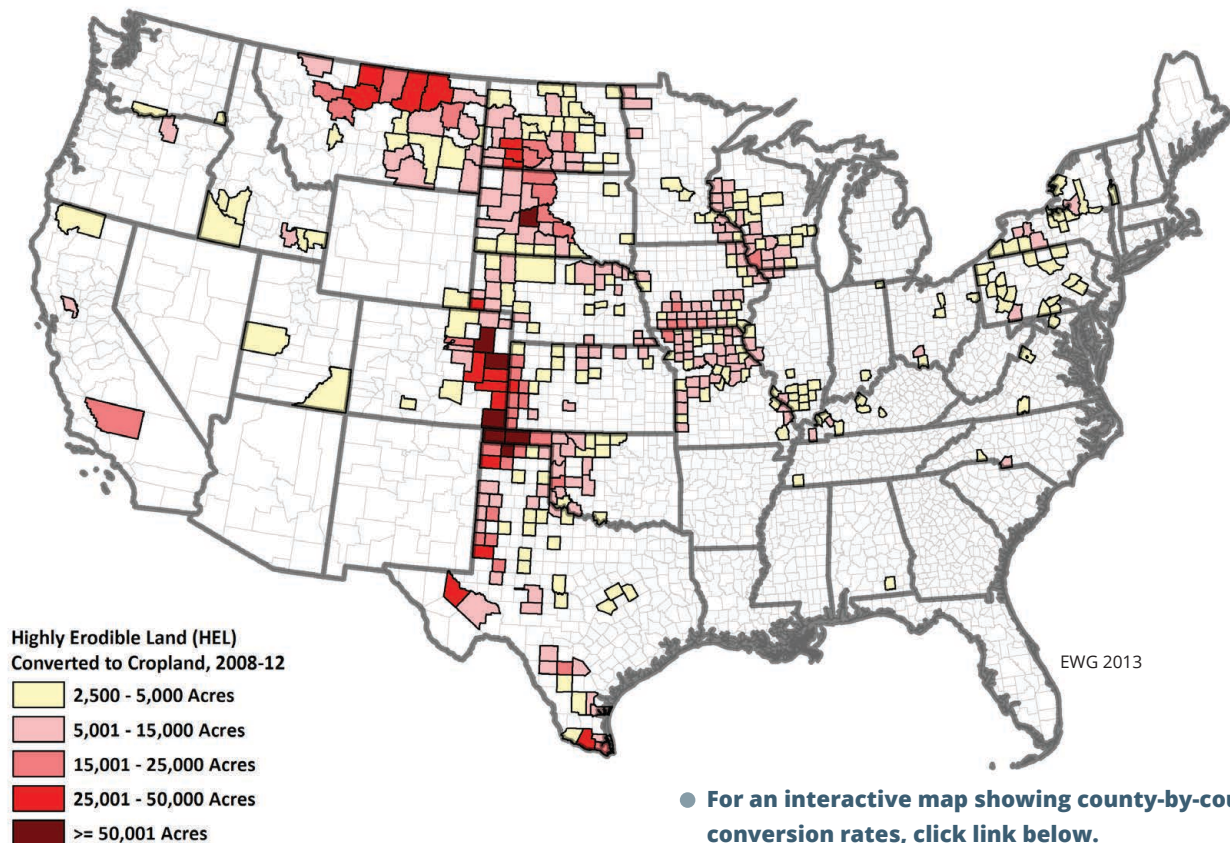 Highly Erodible Land (HEL)
Converted to Cropland, 2008-12
2,500 - 5,000 Acres
5,001 - 15,000 Acres
15,001 - 25,000 Acres
25,001 - 50,000 Acres
>= 50,001 Acres
EWG 2013
● For an interactive map showing county-by-cou
conversion rates, click link below.